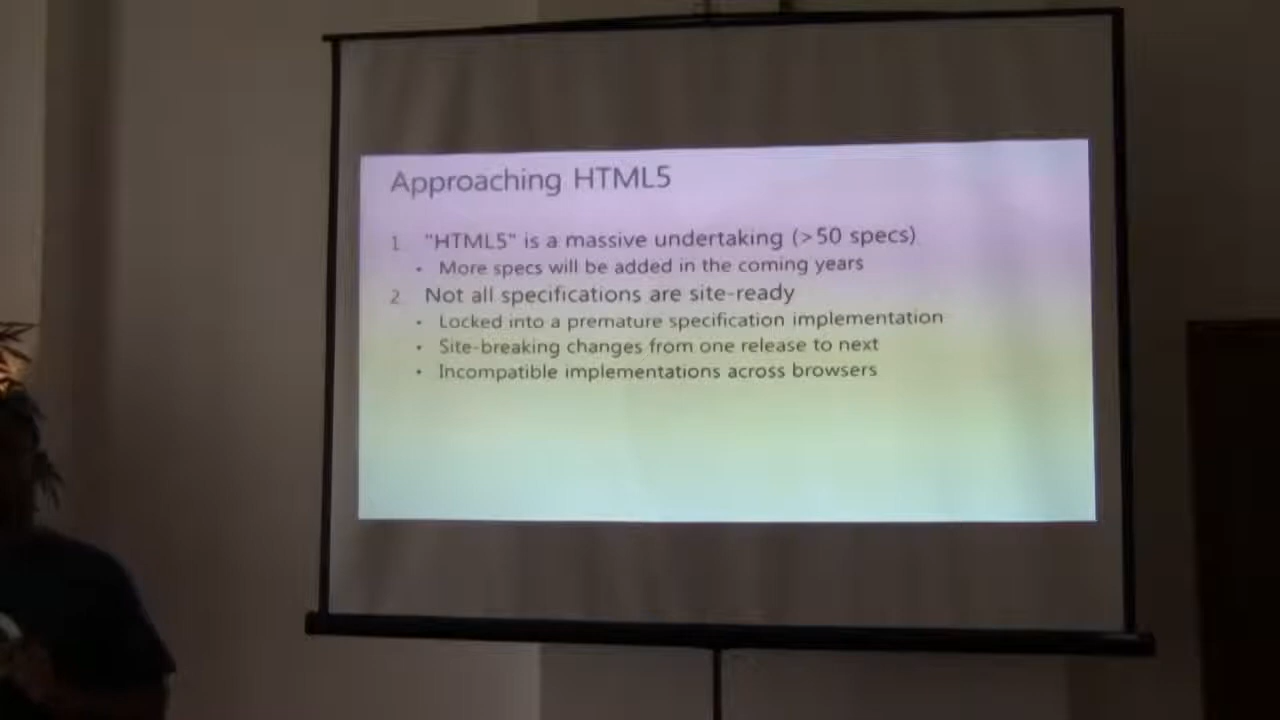 Approaching HTML5
1. "HTML5" is a massive undertaking (>50 specs)
• More specs will be added in the coming years
2. Not all specifications are site-ready
• Locked into a premature specification implementation
• Site-breaking changes from one release to next
• Incompatible implementations across browsers